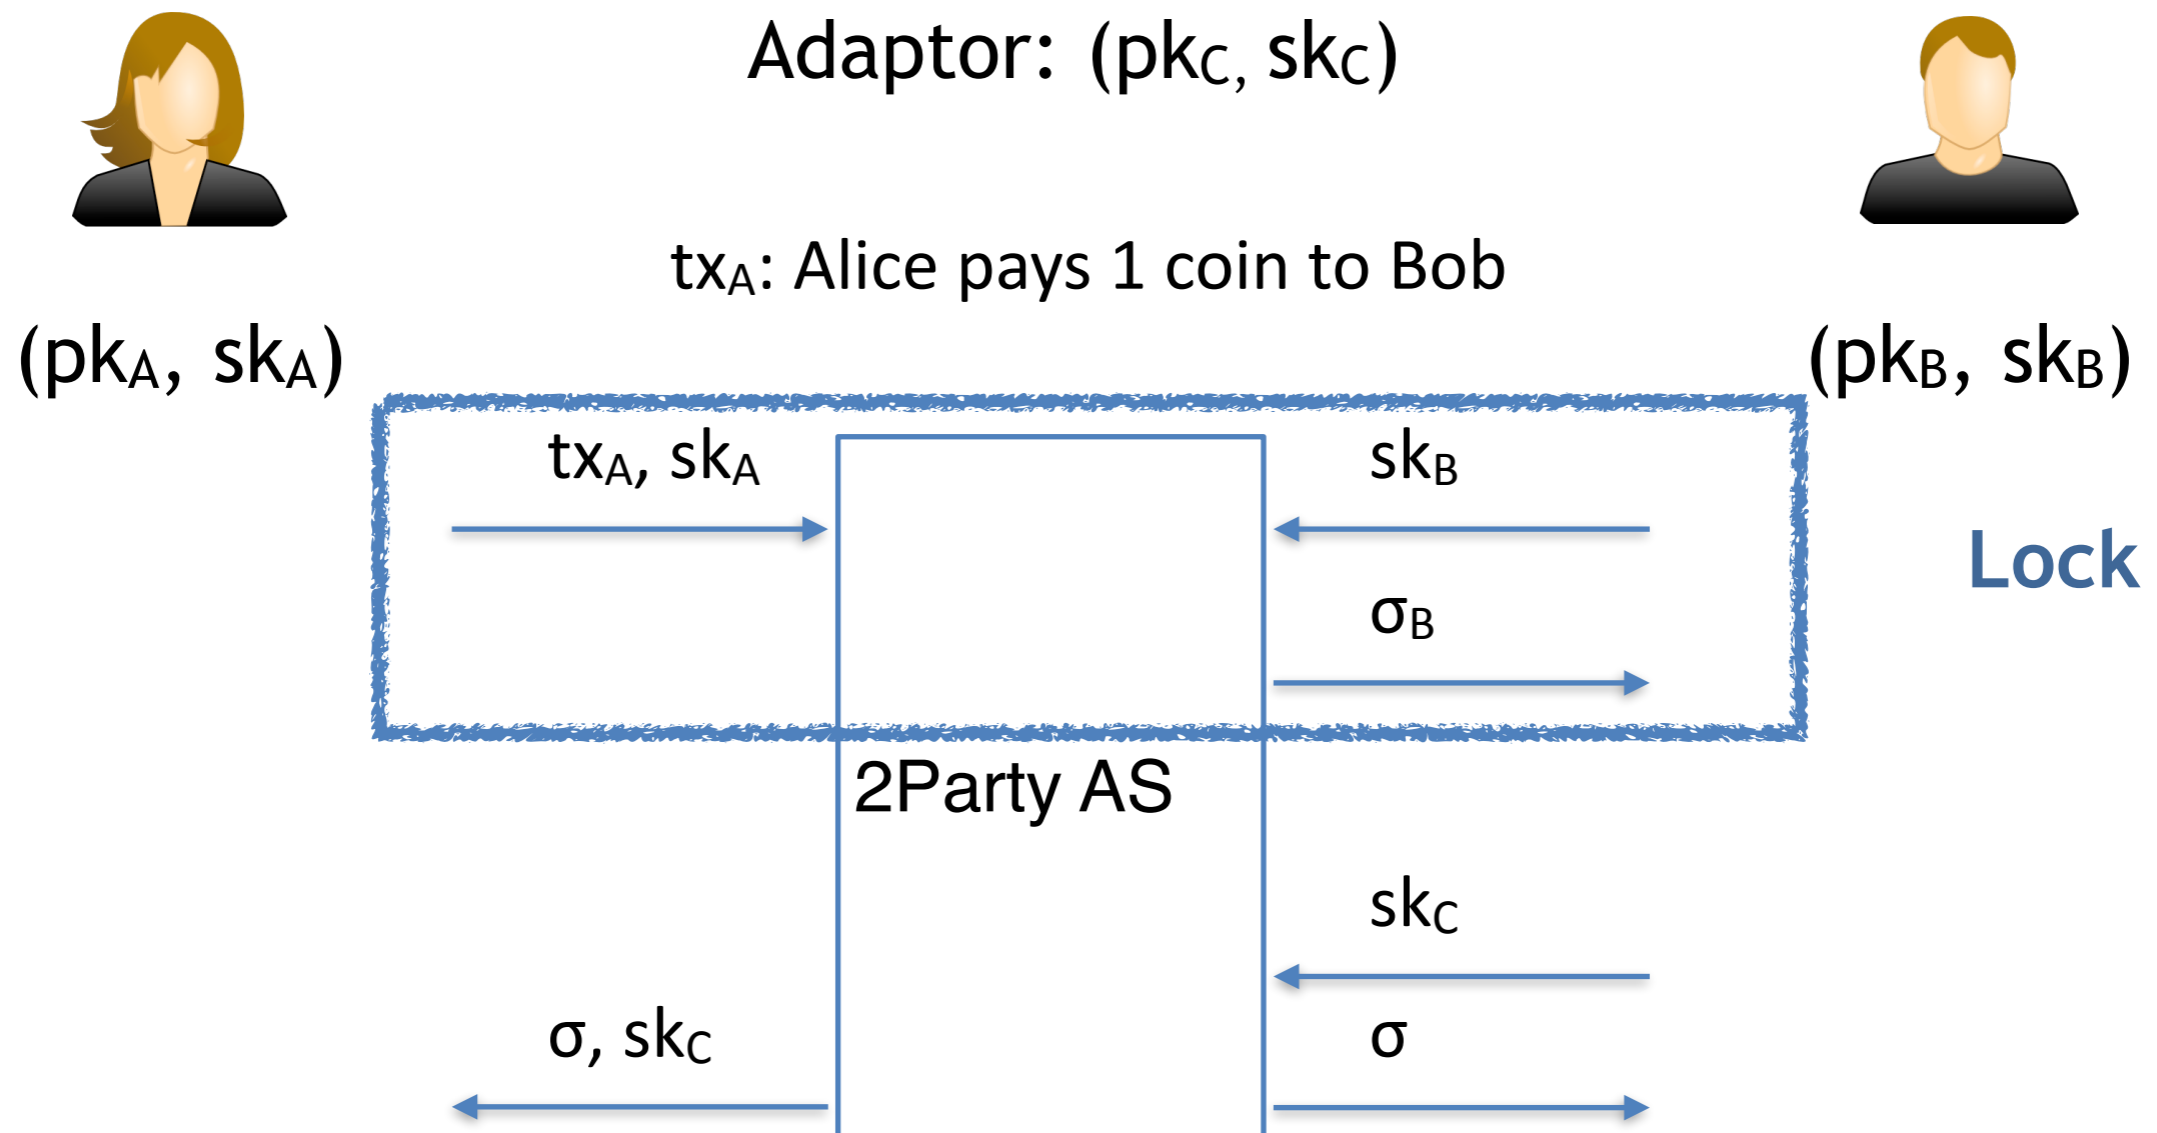 Adaptor: (pkC, skC)
txA: Alice pays 1 coin to Bob
(pkA, skA)
(pkB, skB)
txA, skA
skB
Lock
σB
2Party AS
skC
σ, skC
σ